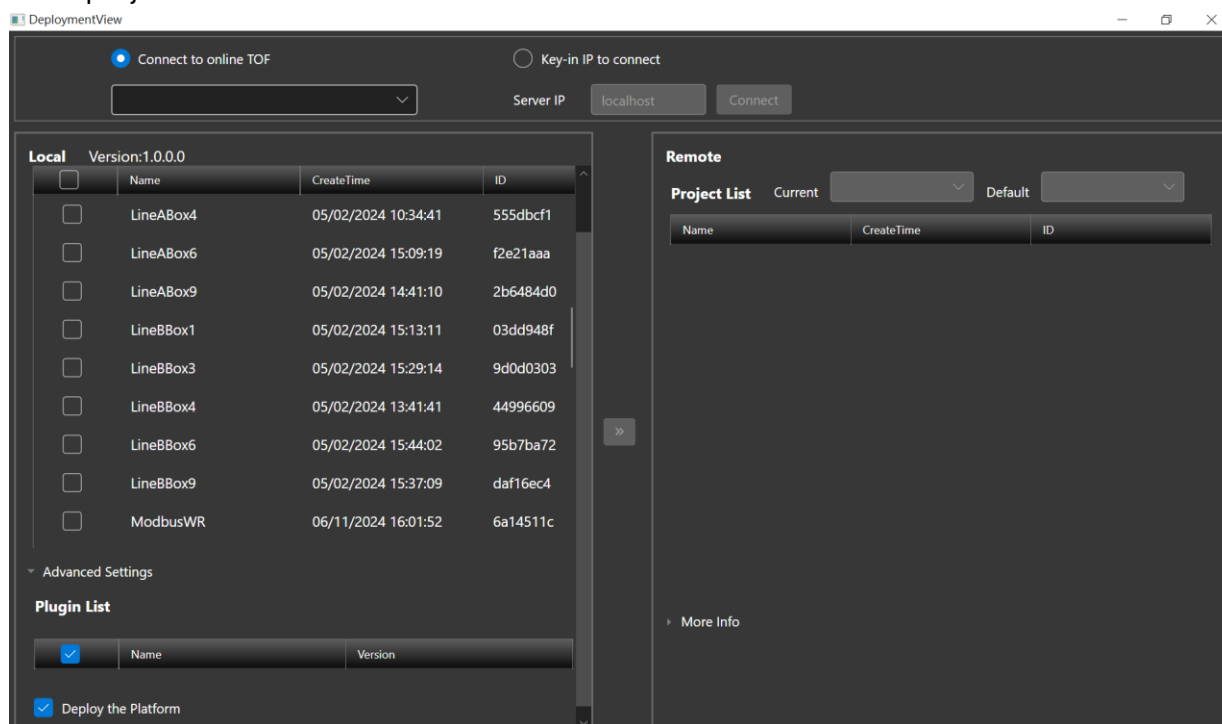 DeploymentView
Connect to online TOF
Key-in IP to connect
Server IP localhost Connect
Local Version:1.0.0.0
Name CreateTime ID
LineABox4 05/02/2024 10:34:41 555dbcf1
LineABox6 05/02/2024 15:09:19 f2e21aaa
LineABox9 05/02/2024 14:41:10 2b6484d0
LineBBox1 05/02/2024 15:13:11 03dd948f
LineBBox3 05/02/2024 15:29:14 9d0d0303
LineBBox4 05/02/2024 13:41:41 44996609
LineBBox6 05/02/2024 15:44:02 95b7ba72
LineBBox9 05/02/2024 15:37:09 daf16ec4
ModbusWR 06/11/2024 16:01:52 6a14511c
Advanced Settings
Plugin List
Name Version
Deploy the Platform
»
Remote
Project List Current Default
Name CreateTime ID
More Info